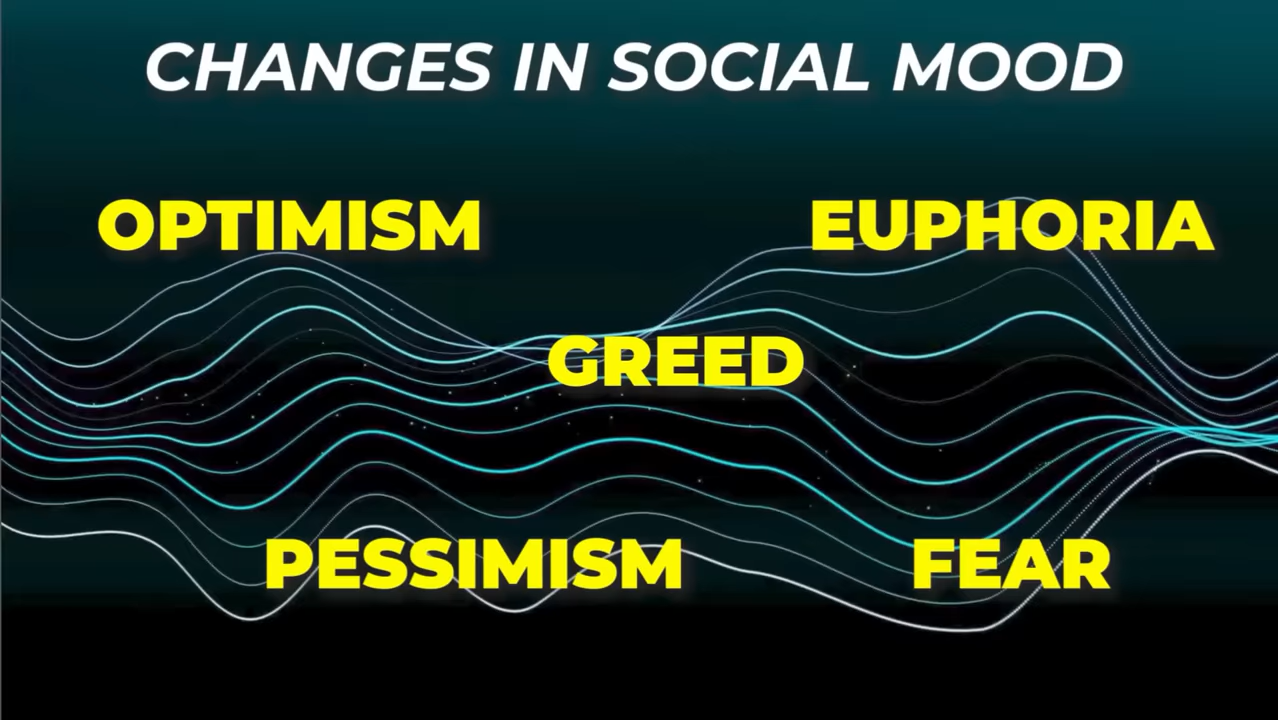 CHANGES IN SOCIAL MOOD
OPTIMISM
EUPHORIA
GREED
PESSIMISM
FEAR